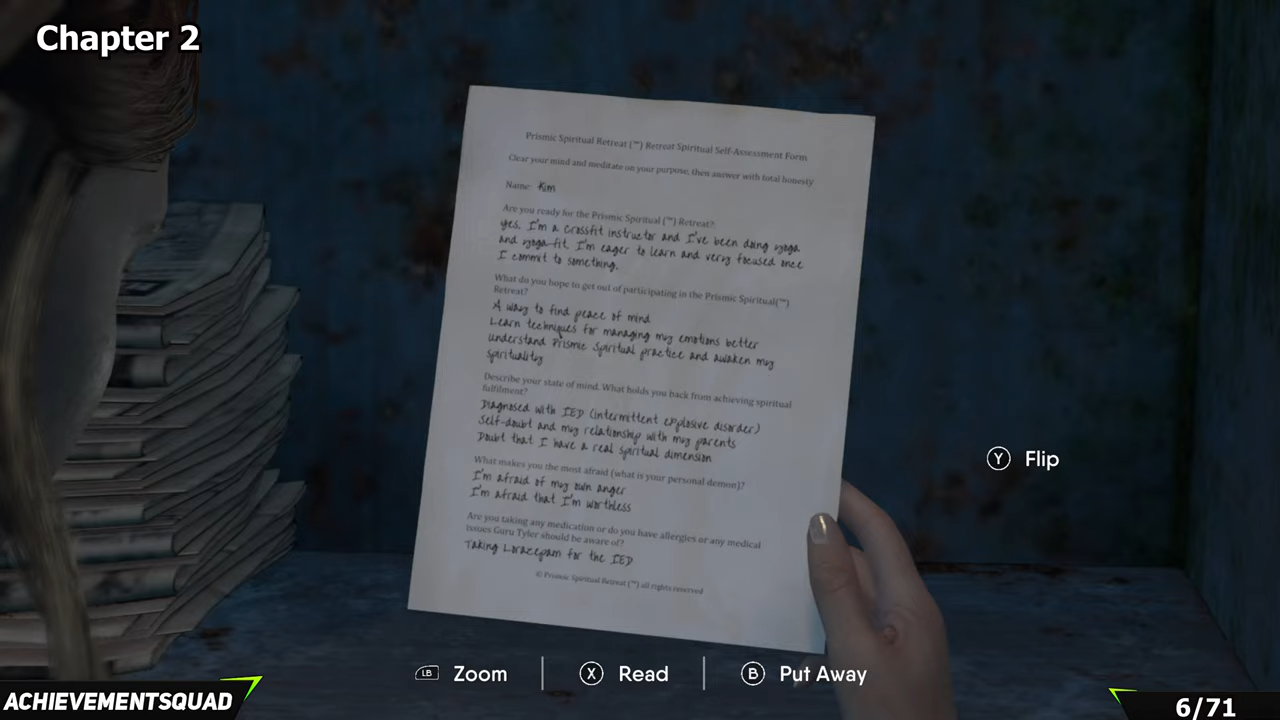 Chapter 2
Prismic Spiritual Retreat (™) Retreat Spiritual Self-Assessment Form
Clear your mind and meditate on your purpose, then answer with total honesty
Name: Kim
Are you ready for the Prismic Spiritual (™) Retreat?:
yes. I'm a crossfit instructor and I've been doing yoga
and yoga-fit. I'm eager to learn and very focused once
I commit to something.
What do you hope to get out of participating in the Prismic Spiritual(™)
Retreat?
A way to find peace of mind
Learn techniques for managing my emotions better
Understand Prismic Spiritual practice and awaken my
spirituality
Describe your state of mind. What holds you back from achieving spiritual
fulfilment?
Diagnosed with IED (intermittent explosive disorder)
Self-doubt and my relationship with my parents
Doubt that I have a real spiritual dimension
What makes you the most afraid (what is your personal demon)?
I'm afraid of my own anger
I'm afraid that I'm worthless
Are you taking any medication or do you have allergies or any medical
issues Guru Tyler should be aware of?
Taking Lorazepam for the IED
© Prismic Spiritual Retreat (™) all rights reserved
Y Flip
LB Zoom
X Read
B Put Away
ACHIEVEMENTSQUAD
6/71